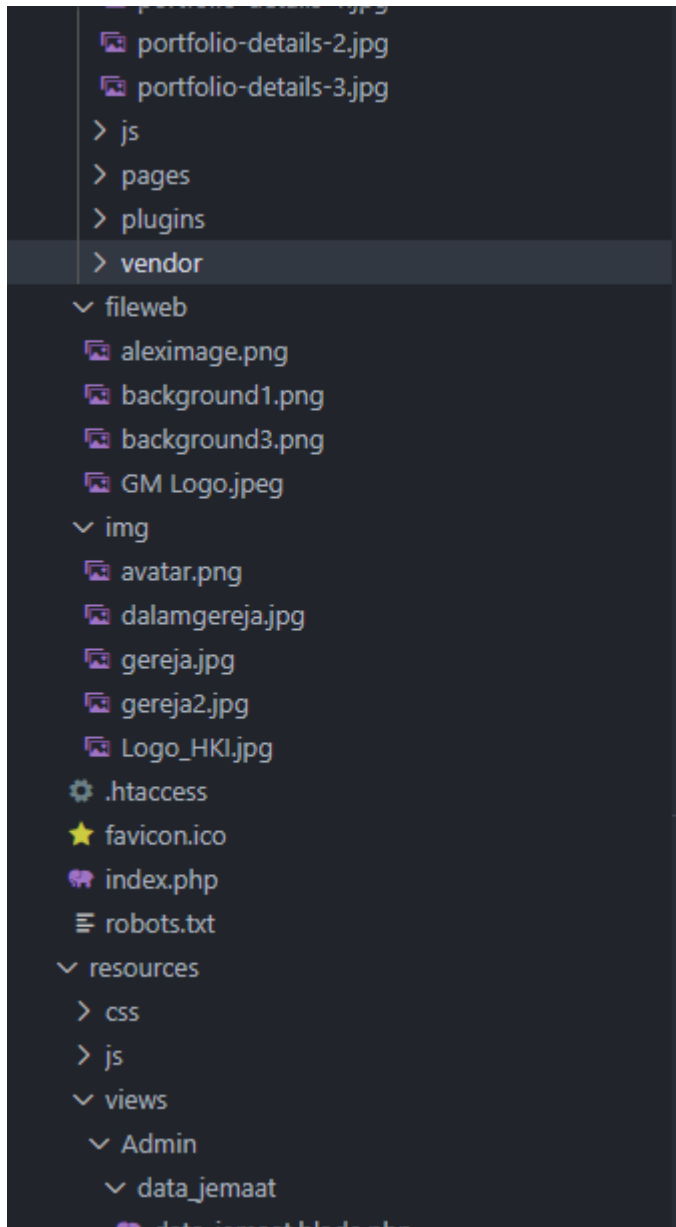 portfolio-details-2.jpg
portfolio-details-3.jpg
js
pages
plugins
vendor
fileweb
aleximage.png
background1.png
background3.png
GM Logo.jpeg
img
avatar.png
dalamgereja.jpg
gereja.jpg
gereja2.jpg
Logo_HKI.jpg
.htaccess
favicon.ico
index.php
robots.txt
resources
css
js
views
Admin
data_jemaat